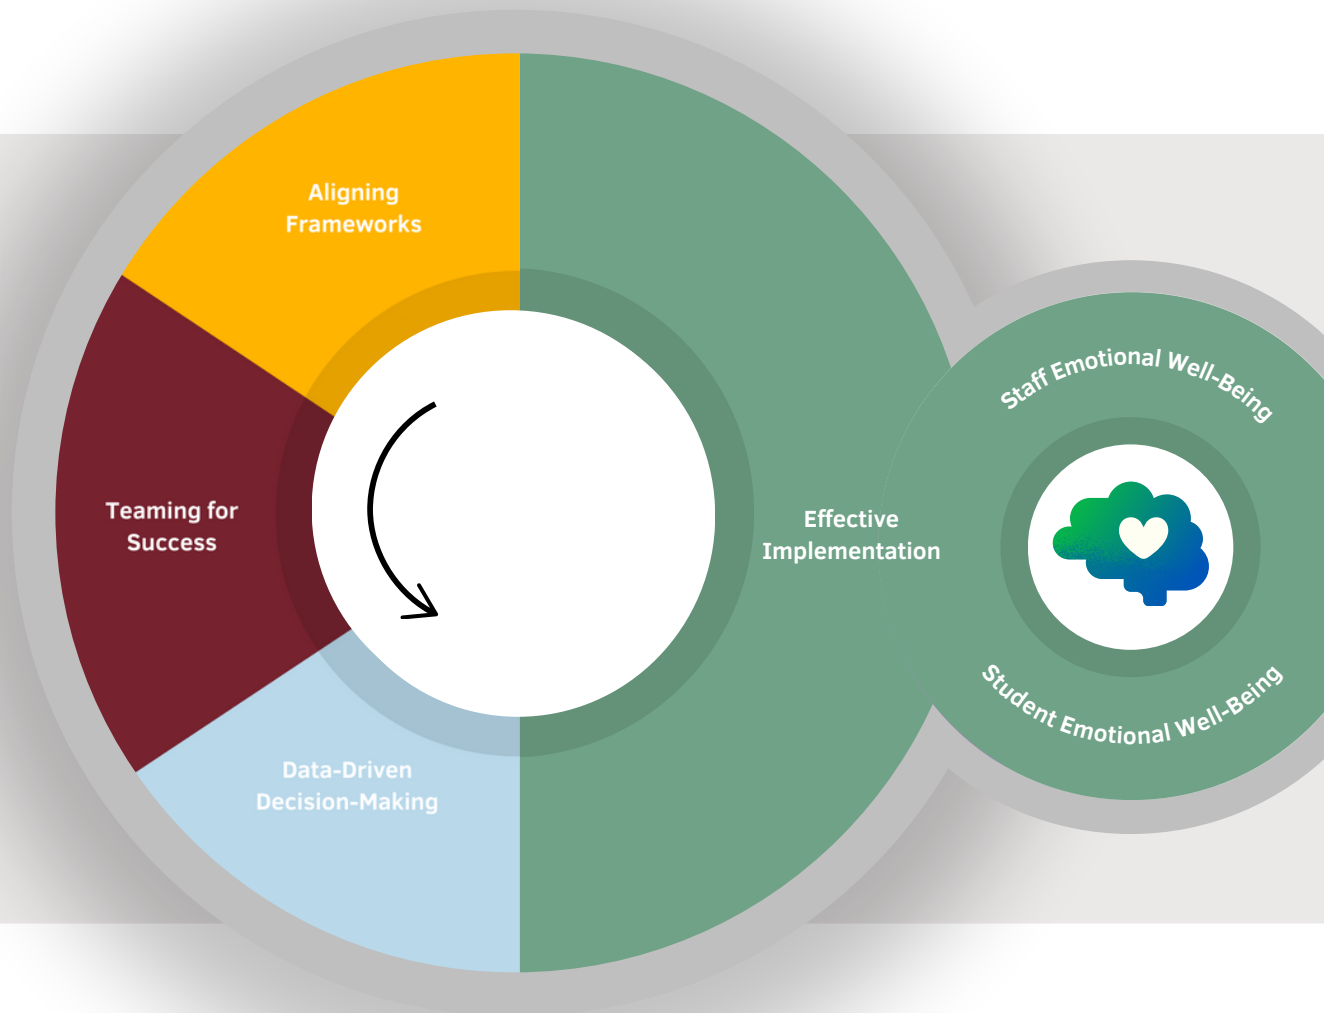 Aligning
Frameworks
Teaming for
Success
Data-Driven
Decision-Making
Effective
Implementation
Staff Emotional Well-Being
Student Emotional Well-Being